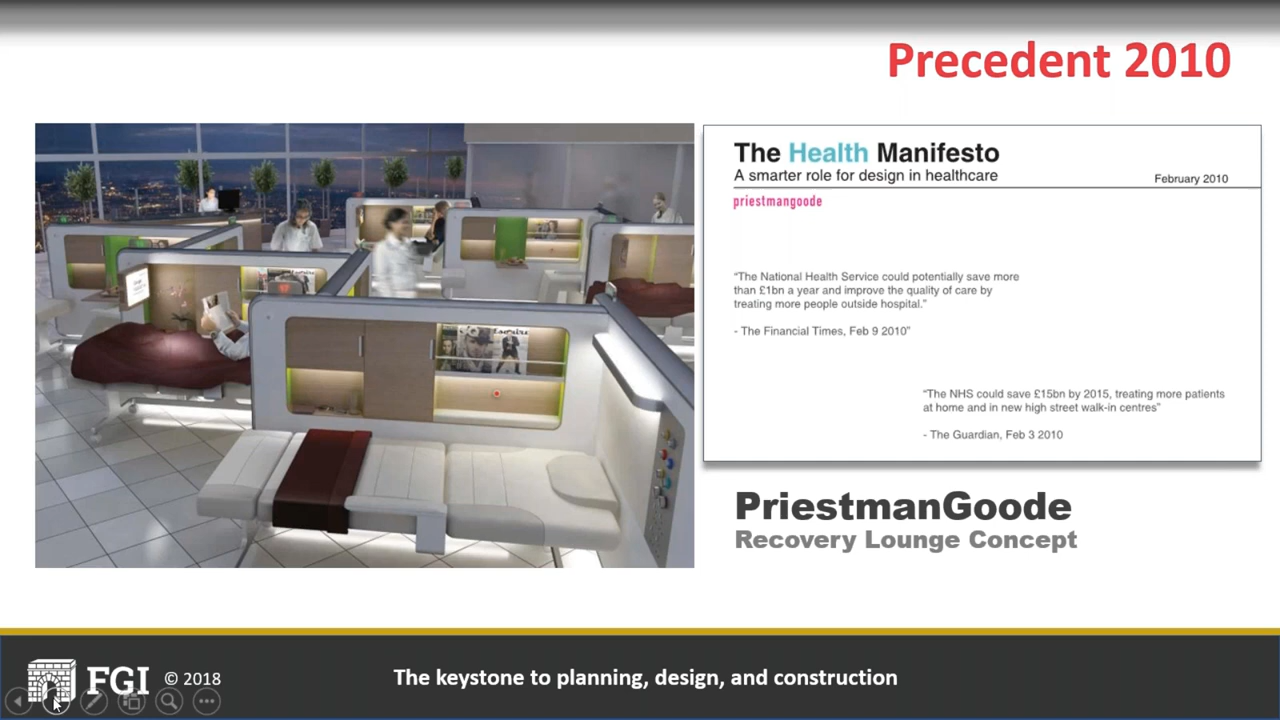 Precedent 2010
The Health Manifesto
A smarter role for design in healthcare
February 2010
priestmangoode
“The National Health Service could potentially save more
than £1bn a year and improve the quality of care by
treating more people outside hospital.”
- The Financial Times, Feb 9 2010”
“The NHS could save £15bn by 2015, treating more patients
at home and in new high street walk-in centres”
- The Guardian, Feb 3 2010
PriestmanGoode
Recovery Lounge Concept
FGI © 2018
The keystone to planning, design, and construction